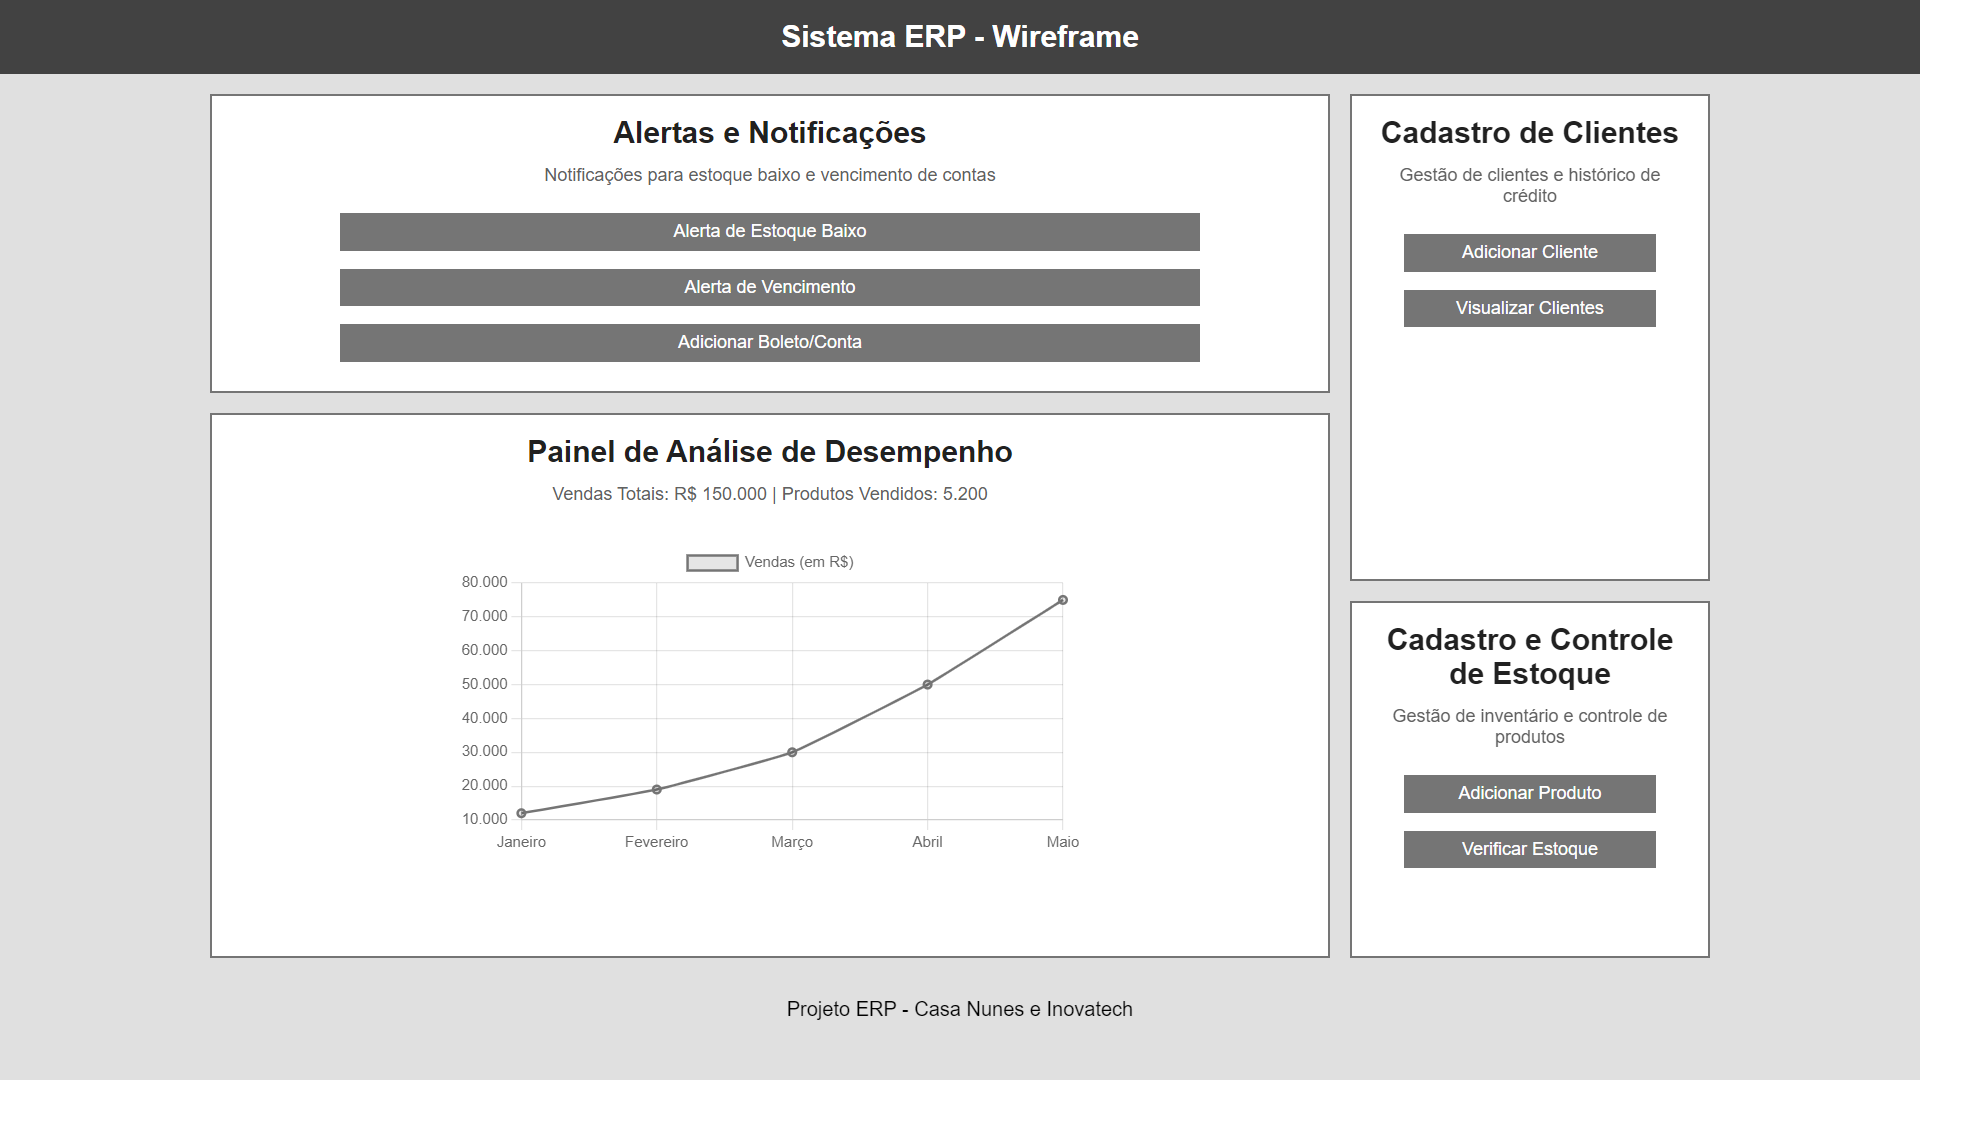 Sistema ERP - Wireframe
Alertas e Notificações
Notificações para estoque baixo e vencimento de contas
Alerta de Estoque Baixo
Alerta de Vencimento
Adicionar Boleto/Conta
Cadastro de Clientes
Gestão de clientes e histórico de
crédito
Adicionar Cliente
Visualizar Clientes
Painel de Análise de Desempenho
Vendas Totais: R$ 150.000 | Produtos Vendidos: 5.200
Vendas (em R$)
80.000
70.000
60.000
50.000
40.000
30.000
20.000
10.000
Janeiro
Fevereiro
Março
Abril
Maio
Cadastro e Controle
de Estoque
Gestão de inventário e controle de
produtos
Adicionar Produto
Verificar Estoque
Projeto ERP - Casa Nunes e Inovatech